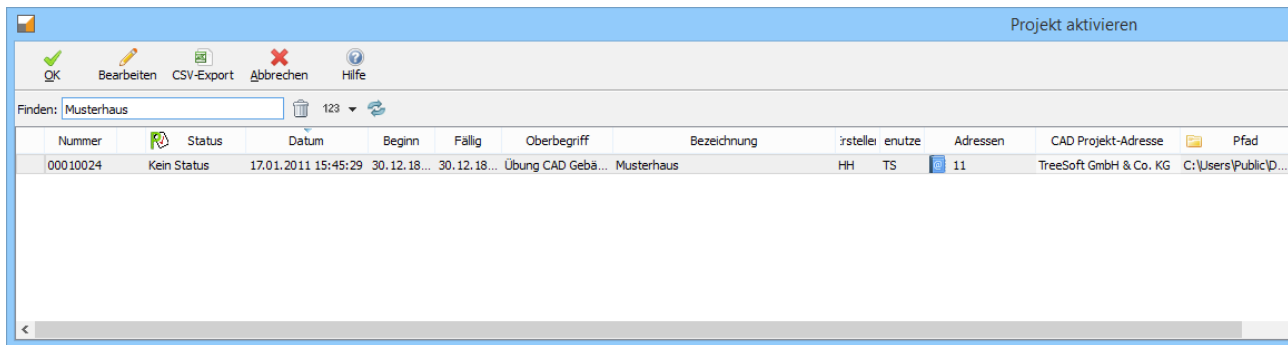 Projekt aktivieren
OK Bearbeiten CSV-Export Abbrechen Hilfe
Finden: Musterhaus 123
Nummer Status Datum Beginn Fällig Oberbegriff Bezeichnung Erstelle enutze Adressen CAD Projekt-Adresse Pfad
00010024 Kein Status 17.01.2011 15:45:29 30.12.18... 30.12.18... Übung CAD Gebä... Musterhaus HH TS 11 TreeSoft GmbH & Co. KG C:\Users\Public\D...